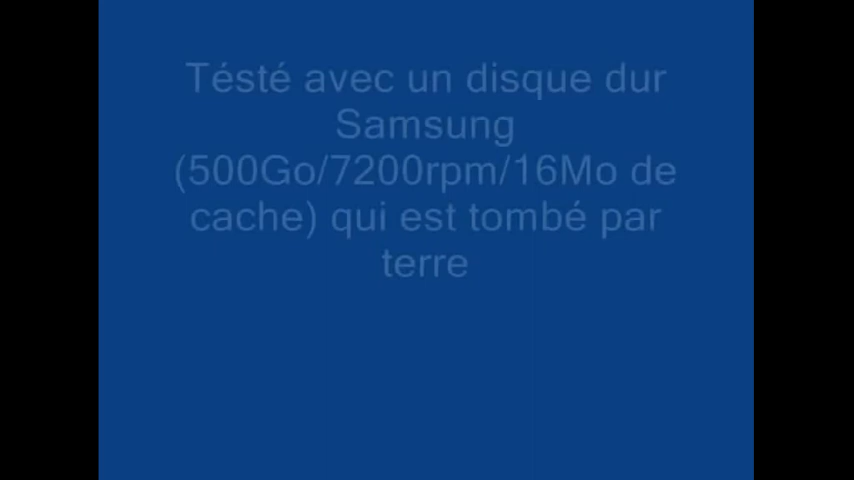 Tésté avec un disque dur
Samsung
(500Go/7200rpm/16Mo de
cache) qui est tombé par
terre